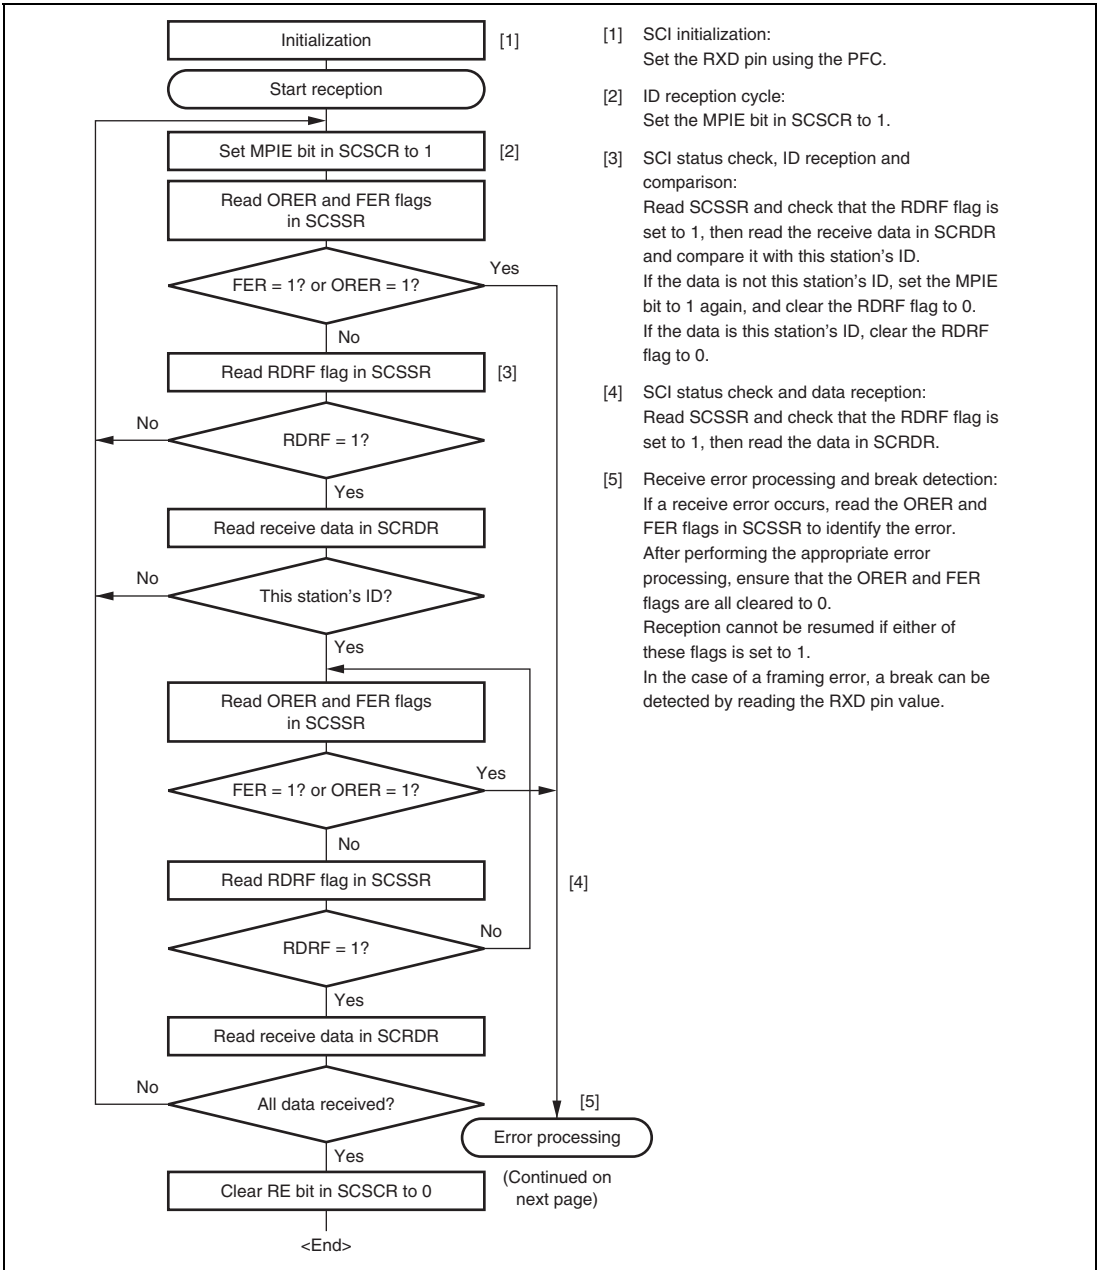 Initialization
[1]
Start reception
Set MPIE bit in SCSCR to 1
[2]
Read ORER and FER flags
in SCSSR
FER = 1? or ORER = 1?
Yes
No
Read RDRF flag in SCSSR
[3]
No
RDRF = 1?
Yes
Read receive data in SCRDR
No
This station's ID?
Yes
Read ORER and FER flags
in SCSSR
FER = 1? or ORER = 1?
Yes
No
Read RDRF flag in SCSSR
[4]
RDRF = 1?
No
Yes
Read receive data in SCRDR
No
All data received?
[5]
Error processing
(Continued on
next page)
Yes
Clear RE bit in SCSCR to 0
<End>
[1] SCI initialization:
Set the RXD pin using the PFC.
[2] ID reception cycle:
Set the MPIE bit in SCSCR to 1.
[3] SCI status check, ID reception and
comparison:
Read SCSSR and check that the RDRF flag is
set to 1, then read the receive data in SCRDR
and compare it with this station's ID.
If the data is not this station's ID, set the MPIE
bit to 1 again, and clear the RDRF flag to 0.
If the data is this station's ID, clear the RDRF
flag to 0.
[4] SCI status check and data reception:
Read SCSSR and check that the RDRF flag is
set to 1, then read the data in SCRDR.
[5] Receive error processing and break detection:
If a receive error occurs, read the ORER and
FER flags in SCSSR to identify the error.
After performing the appropriate error
processing, ensure that the ORER and FER
flags are all cleared to 0.
Reception cannot be resumed if either of
these flags is set to 1.
In the case of a framing error, a break can be
detected by reading the RXD pin value.